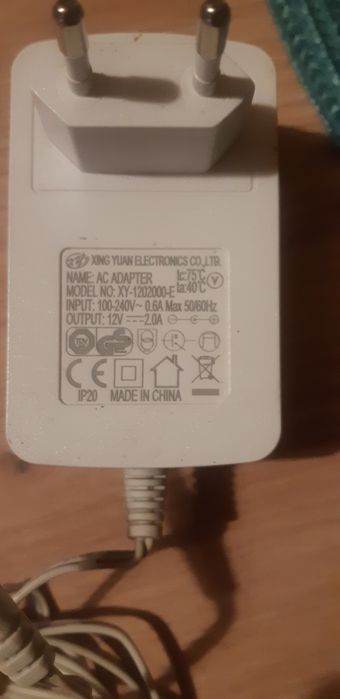 XING YUAN ELECTRONICS CO.,LTD.
NAME: AC ADAPTER tc:75℃
MODEL NO: XY-1202000-E ta:40℃ V
INPUT: 100-240V~ 0.6A Max 50/60Hz
OUTPUT: 12V⎓2.0A
CE
IP20 MADE IN CHINA